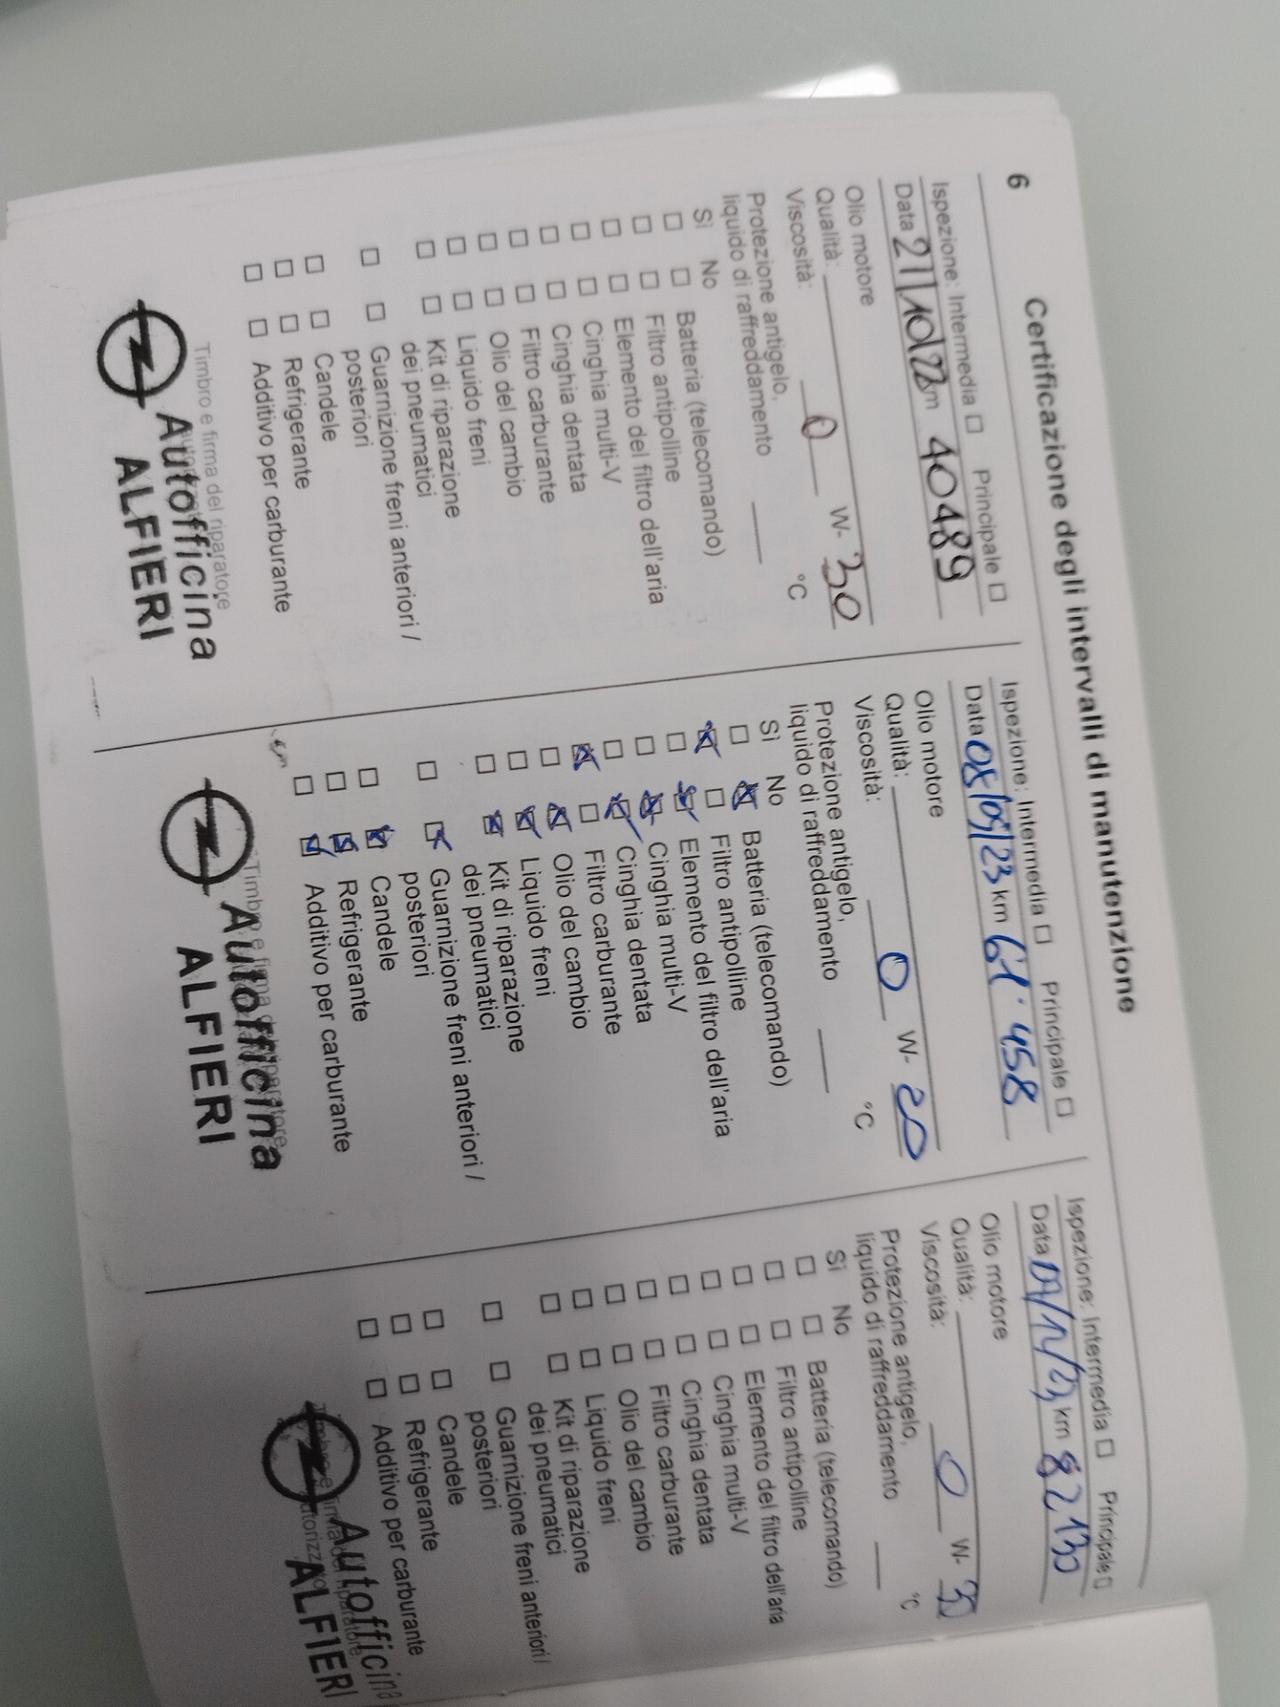 6 Certificazione degli intervalli di manutenzione
Ispezione: Intermedia ☐ Principale ☐
Data 21/10/22 km 40489
Olio motore
Qualità:
Viscosità: 0 W- 30
Protezione antigelo,
liquido di raffreddamento °C
Sì No
☐ ☐ Batteria (telecomando)
☐ ☐ Filtro antipolline
☐ ☐ Elemento del filtro dell'aria
☐ ☐ Cinghia multi-V
☐ ☐ Cinghia dentata
☐ ☐ Filtro carburante
☐ ☐ Olio del cambio
☐ ☐ Liquido freni
☐ ☐ Kit di riparazione
dei pneumatici
☐ ☐ Guarnizione freni anteriori /
posteriori
☐ ☐ Candele
☐ ☐ Refrigerante
☐ ☐ Additivo per carburante
Timbro e firma del riparatore
Autofficina
ALFIERI
Ispezione: Intermedia ☐ Principale ☐
Data 23 km 61.458
Olio motore
Qualità:
Viscosità: 0 W- 20
Protezione antigelo,
liquido di raffreddamento °C
Sì No
☐ ☒ Batteria (telecomando)
☒ ☐ Filtro antipolline
☐ ☒ Elemento del filtro dell'aria
☐ ☒ Cinghia multi-V
☐ ☒ Cinghia dentata
☒ ☐ Filtro carburante
☐ ☒ Olio del cambio
☐ ☒ Liquido freni
☐ ☒ Kit di riparazione
dei pneumatici
☐ ☒ Guarnizione freni anteriori /
posteriori
☐ ☒ Candele
☐ ☒ Refrigerante
☐ ☒ Additivo per carburante
Timbro e firma del riparatore
Autofficina
ALFIERI
Ispezione: Intermedia ☐ Principale ☐
Data km 82130
Olio motore
Qualità:
Viscosità: 0 W- 30
Protezione antigelo,
liquido di raffreddamento °C
Sì No
☐ ☐ Batteria (telecomando)
☐ ☐ Filtro antipolline
☐ ☐ Elemento del filtro dell'aria
☐ ☐ Cinghia multi-V
☐ ☐ Cinghia dentata
☐ ☐ Filtro carburante
☐ ☐ Olio del cambio
☐ ☐ Liquido freni
☐ ☐ Kit di riparazione
dei pneumatici
☐ ☐ Guarnizione freni anteriori /
posteriori
☐ ☐ Candele
☐ ☐ Refrigerante
☐ ☐ Additivo per carburante
Autofficina
ALFIERI